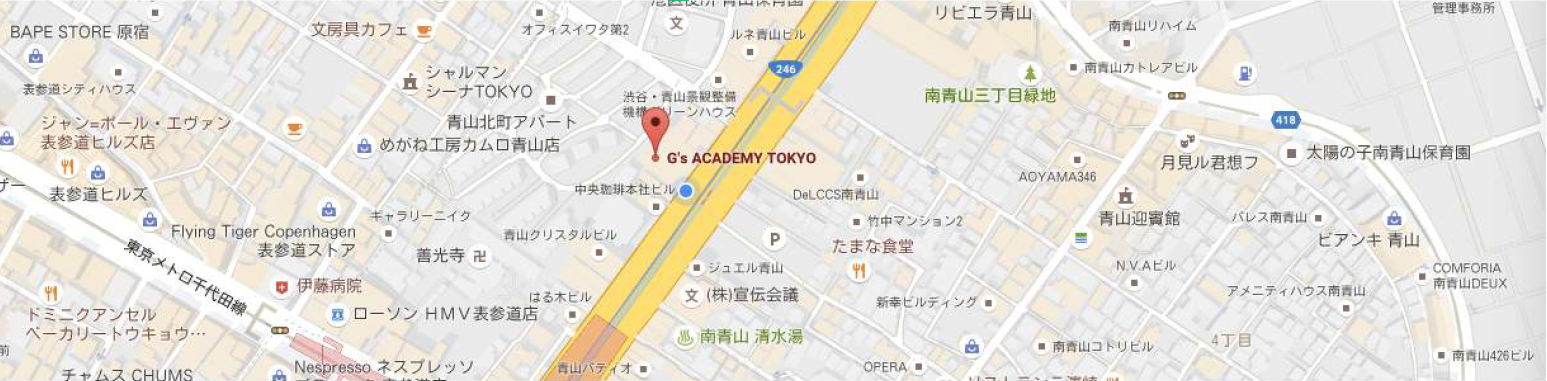 BAPE STORE 原宿
表参道シティハウス
文房具カフェ
オフィスイワタ第2
文
ルネ青山ビル
246
リビエラ青山
南青山リハイム
南青山カトレアビル
管理事務所
シャルマン
シーナTOKYO
青山北町アパート
渋谷・青山景観整備
南青山三丁目緑地
418
ジャン=ポール・エヴァン
表参道ヒルズ店
めがね工房カムロ青山店
G's ACADEMY TOKYO
太陽の子南青山保育園
月見ル君想フ
AOYAMA346
表参道ヒルズ
中央珈琲本社ビル
DeLCCS南青山
青山迎賓館
竹中マンション2
パレス南青山
ビアンキ 青山
Flying Tiger Copenhagen
表参道ストア
ギャラリーニイク
善光寺
卍
青山クリスタルビル
P
たまな食堂
東京メトロ千代田線
伊藤病院
ジュエル青山
N.V.Aビル
COMFORIA
南青山DEUX
アメニティハウス南青山
はる木ビル
文
(株)宣伝会議
新幸ビルディング
ドミニクアンセル
ベーカリートウキョウ…
ローソン HMV表参道店
南青山 清水湯
南青山コトリビル
4丁目
南青山426ビル
Nespresso ネスプレッソ
青山パティオ
OPERA
チャムス CHUMS